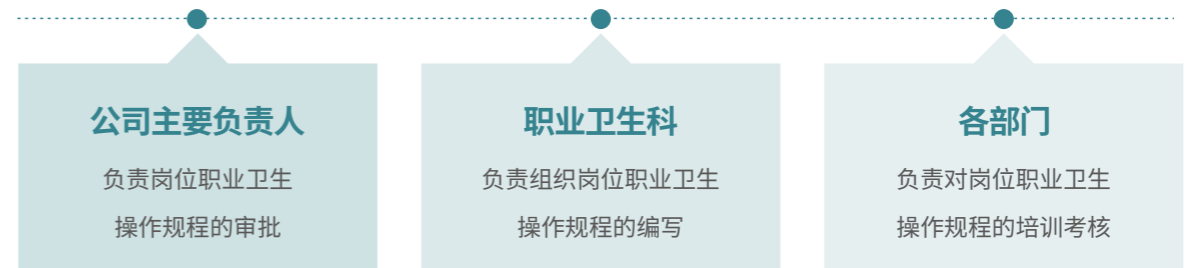 公司主要负责人
负责岗位职业卫生
操作规程的审批
职业卫生科
负责组织岗位职业卫生
操作规程的编写
各部门
负责对岗位职业卫生
操作规程的培训考核